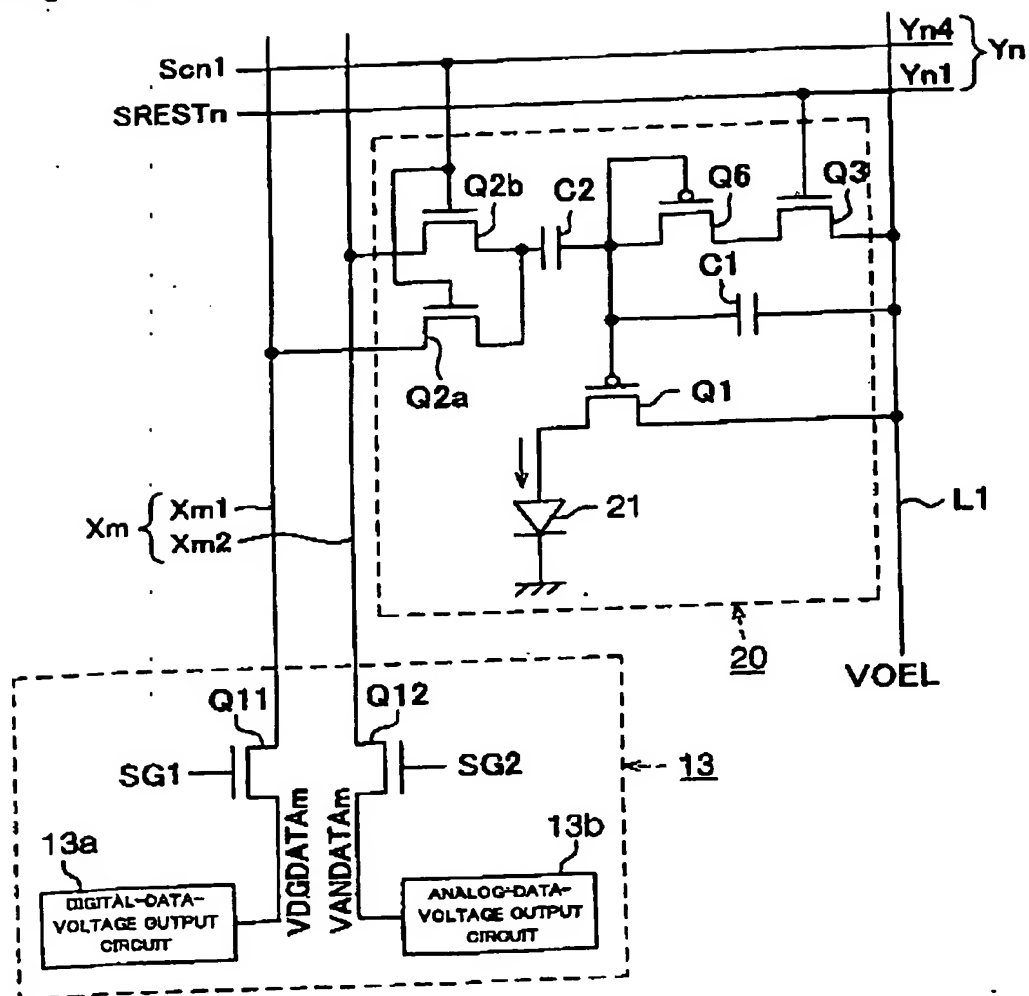 Scn1
Yn4
Yn
Yn1
SRESTn
Q2b
C2
Q6
Q3
C1
Q2a
Q1
21
Xm
Xm1
Xm2
L1
20
VOEL
Q11
Q12
SG1
SG2
13
VDGDATAm
VANDATAm
13a
13b
DIGITAL-DATA-
VOLTAGE OUTPUT
CIRCUIT
ANALOG-DATA-
VOLTAGE OUTPUT
CIRCUIT